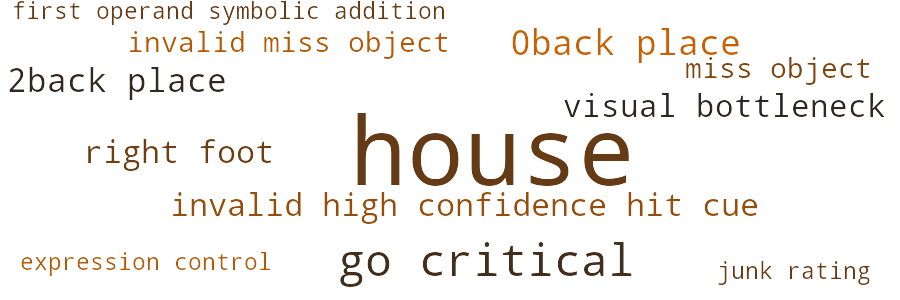 first operand symbolic addition
invalid miss object
0back place
miss object
2back place
visual bottleneck
house
right foot
invalid high confidence hit cue
go critical
expression control
junk rating